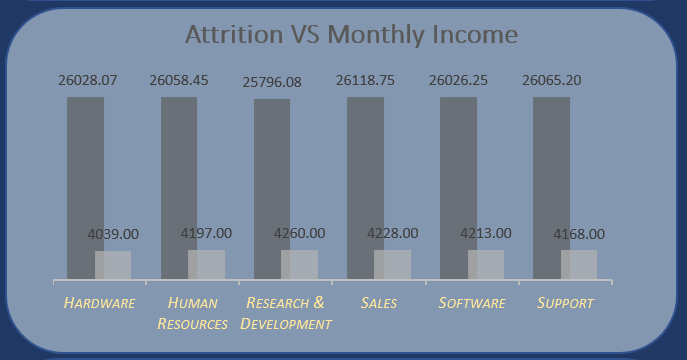 Attrition VS Monthly Income
26028.07 26058.45 25796.08 26118.75 26026.25 26065.20
4039.00 4197.00 4260.00 4228.00 4213.00 4168.00
HARDWARE HUMAN RESEARCH & SALES SOFTWARE SUPPORT
RESOURCES DEVELOPMENT